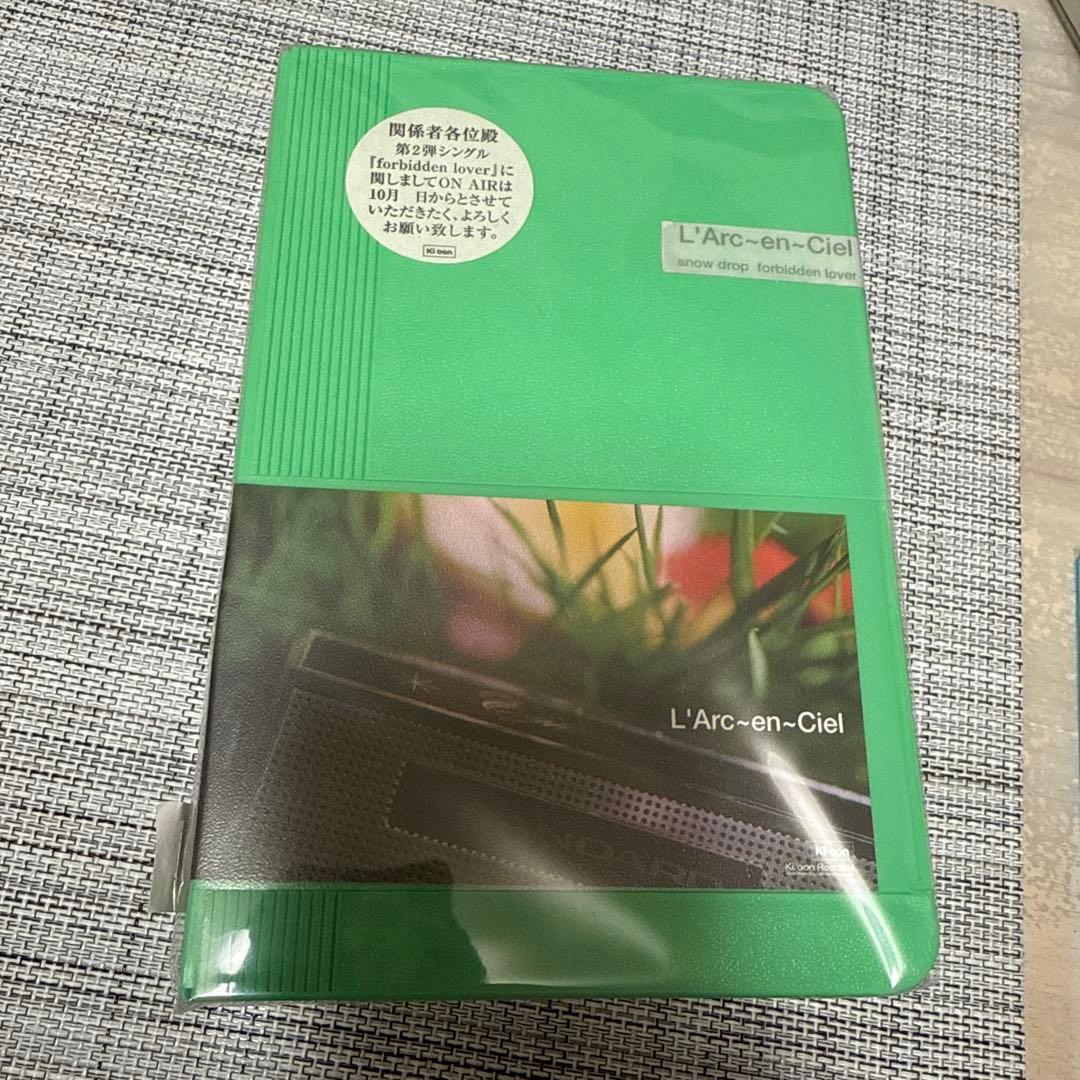 関係者各位殿
第2弾シングル
『forbidden lover』に
関しましてON AIRは
10月　日からとさせて
いただきたく、よろしく
お願い致します。
Ki/oon
L'Arc~en~Ciel
snow drop forbidden lover
L'Arc~en~Ciel
Ki/oon
Ki/oon